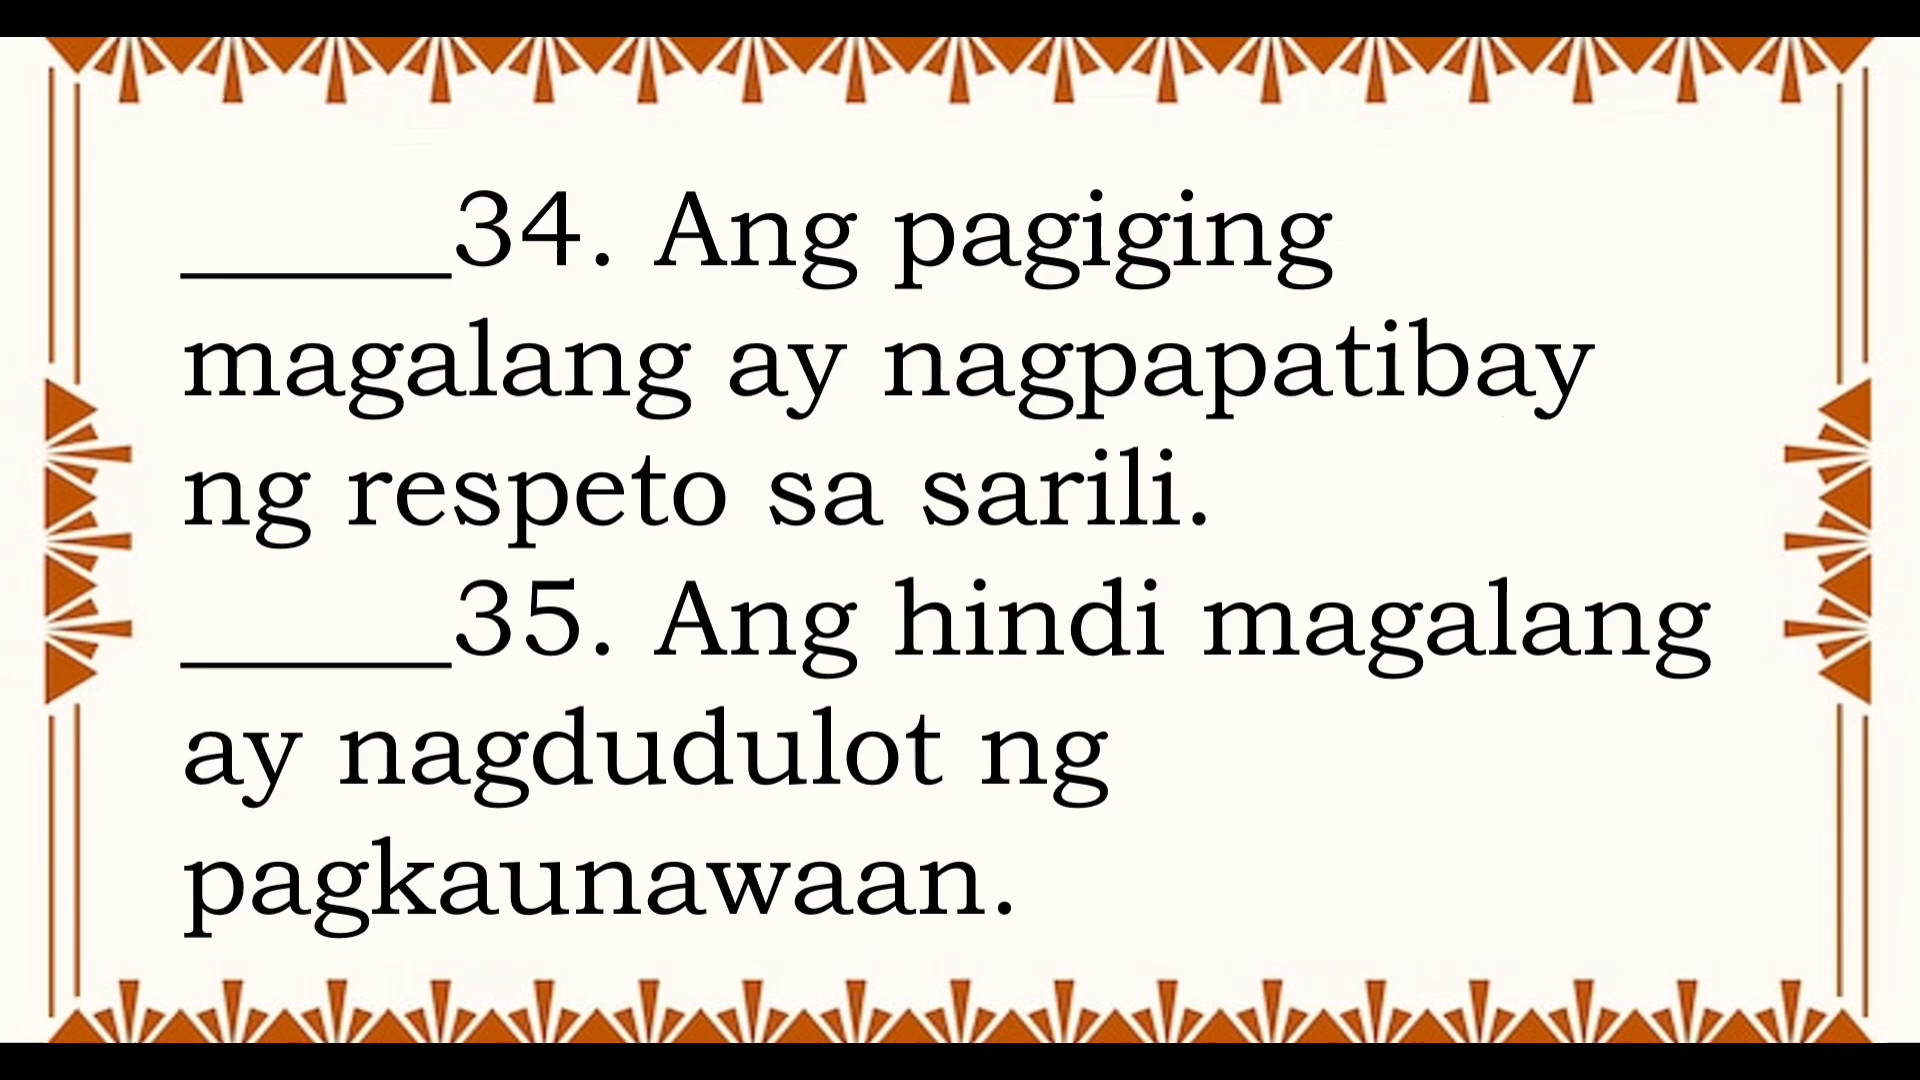 _____34. Ang pagiging
magalang ay nagpapatibay
ng respeto sa sarili.
_____35. Ang hindi magalang
ay nagdudulot ng
pagkaunawaan.